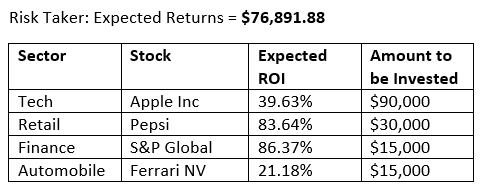 Risk Taker: Expected Returns = $76,891.88
Sector Stock Expected ROI Amount to be Invested
Tech Apple Inc 39.63% $90,000
Retail Pepsi 83.64% $30,000
Finance S&P Global 86.37% $15,000
Automobile Ferrari NV 21.18% $15,000